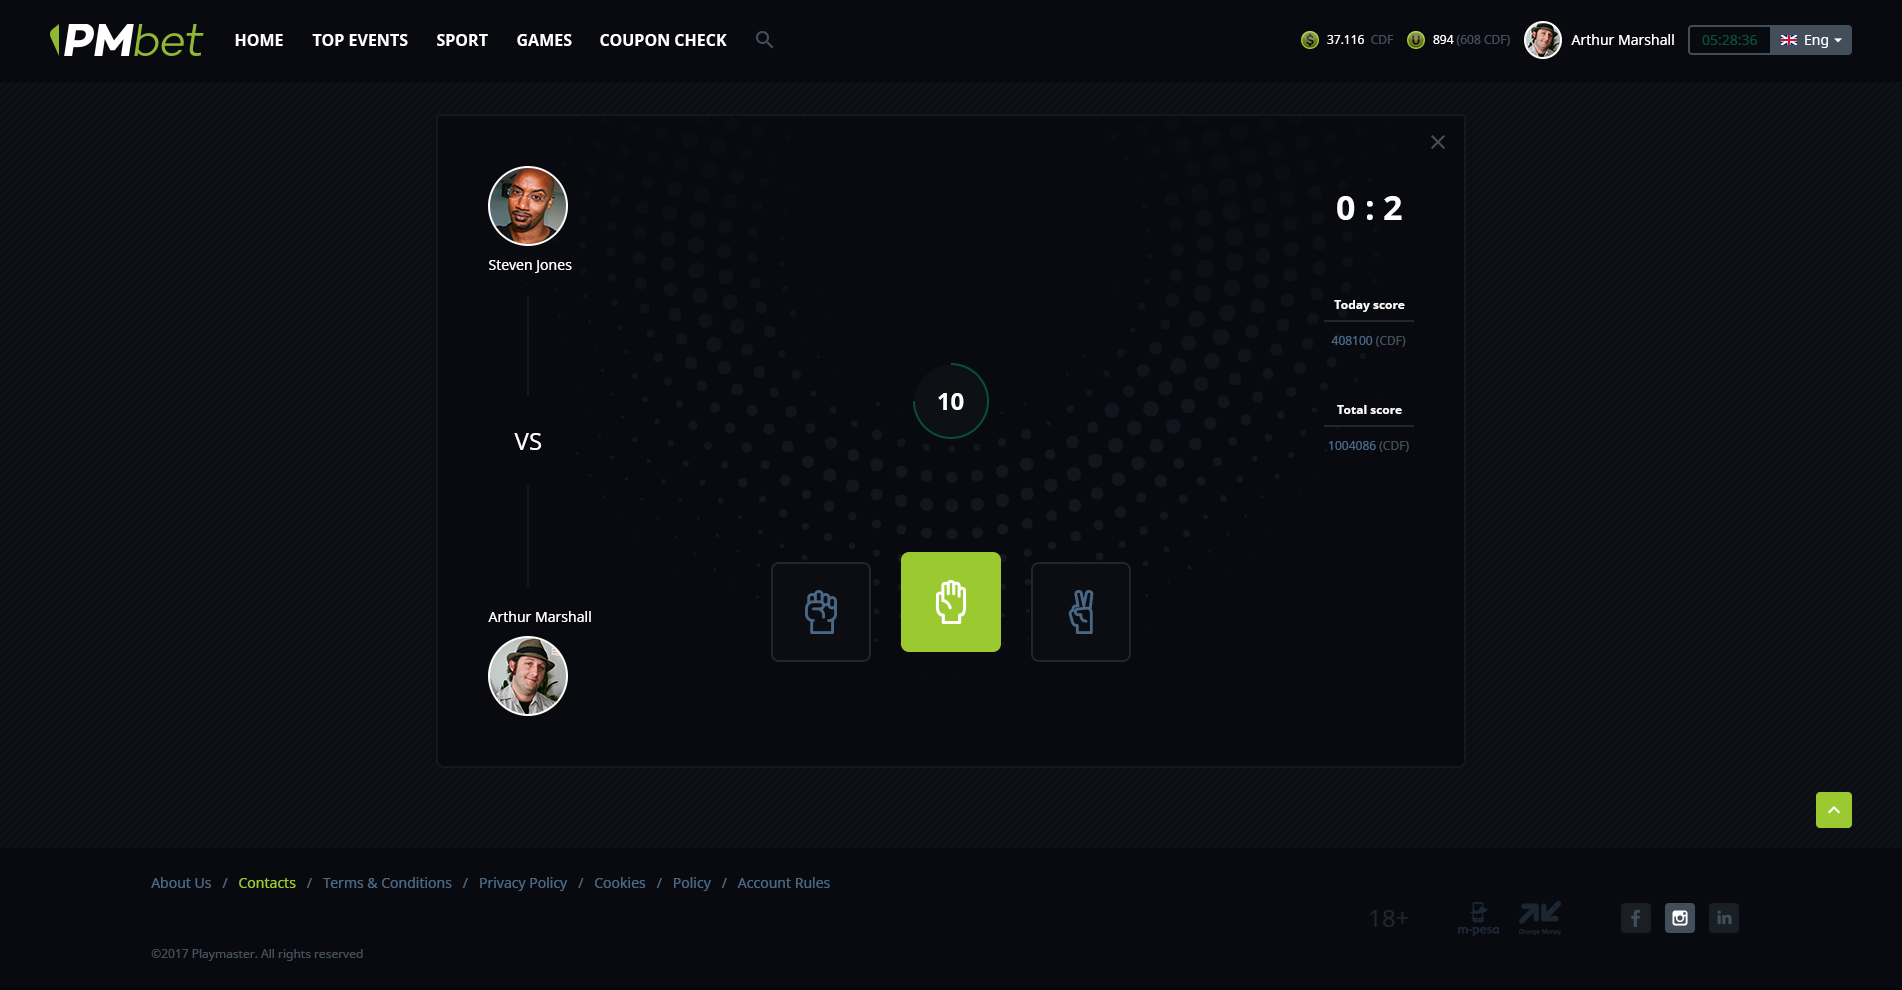 PMbet HOME TOP EVENTS SPORT GAMES COUPON CHECK 37.116 CDF 894 (608 CDF) Arthur Marshall 05:28:36 Eng
0 : 2
Steven Jones
Today score
408100 (CDF)
10
Total score
VS
1004086 (CDF)
Arthur Marshall
About Us / Contacts / Terms & Conditions / Privacy Policy / Cookies / Policy / Account Rules
18+
m-pesa
Orange Money
©2017 Playmaster. All rights reserved